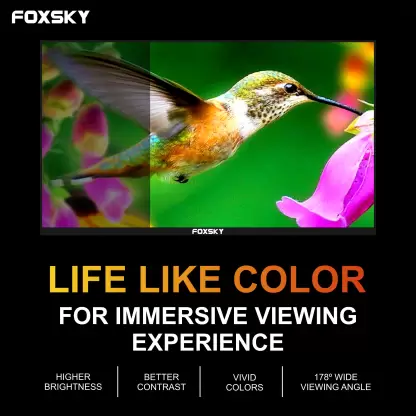 FOXSKY
FOXSKY
LIFE LIKE COLOR
FOR IMMERSIVE VIEWING
EXPERIENCE
HIGHER
BRIGHTNESS
BETTER
CONTRAST
VIVID
COLORS
178º WIDE
VIEWING ANGLE